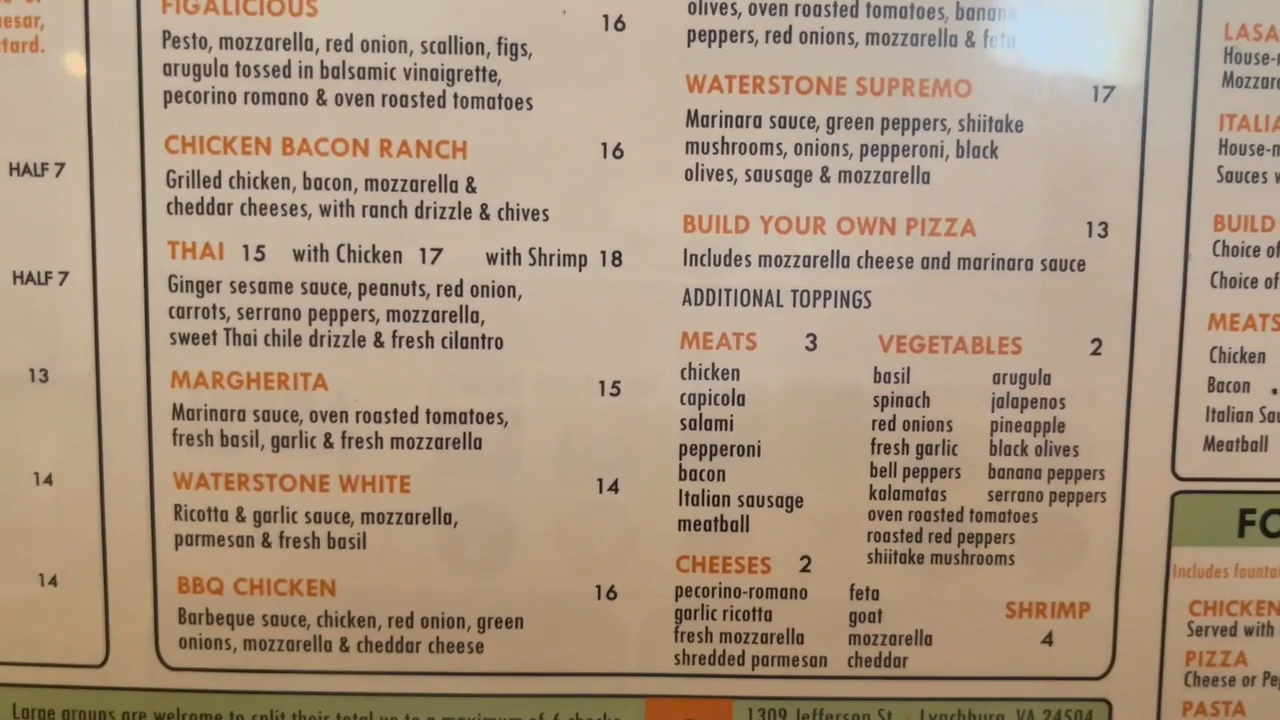 tard.
HALF 7
HALF 7
13
14
14
FIGALICIOUS 16
Pesto, mozzarella, red onion, scallion, figs,
arugula tossed in balsamic vinaigrette,
pecorino romano & oven roasted tomatoes
CHICKEN BACON RANCH 16
Grilled chicken, bacon, mozzarella &
cheddar cheeses, with ranch drizzle & chives
THAI 15 with Chicken 17 with Shrimp 18
Ginger sesame sauce, peanuts, red onion,
carrots, serrano peppers, mozzarella,
sweet Thai chile drizzle & fresh cilantro
MARGHERITA 15
Marinara sauce, oven roasted tomatoes,
fresh basil, garlic & fresh mozzarella
WATERSTONE WHITE 14
Ricotta & garlic sauce, mozzarella,
parmesan & fresh basil
BBQ CHICKEN 16
Barbeque sauce, chicken, red onion, green
onions, mozzarella & cheddar cheese
olives, oven roasted tomatoes, banana
peppers, red onions, mozzarella & feta
WATERSTONE SUPREMO 17
Marinara sauce, green peppers, shiitake
mushrooms, onions, pepperoni, black
olives, sausage & mozzarella
BUILD YOUR OWN PIZZA 13
Includes mozzarella cheese and marinara sauce
ADDITIONAL TOPPINGS
MEATS 3
chicken
capicola
salami
pepperoni
bacon
Italian sausage
meatball
CHEESES 2
pecorino-romano
garlic ricotta
fresh mozzarella
shredded parmesan
feta
goat
mozzarella
cheddar
VEGETABLES 2
basil
spinach
red onions
fresh garlic
bell peppers
kalamatas
oven roasted tomatoes
roasted red peppers
shiitake mushrooms
arugula
jalapenos
pineapple
black olives
banana peppers
serrano peppers
SHRIMP
4
LASA
House-
Mozzar
ITALIA
House-
Sauces
BUILD
Choice of
Choice of
MEATS
Chicken
Bacon
Italian Sau
Meatball
FO
Includes founta
CHICKEN
Served with
PIZZA
Cheese or Pe
PASTA
Large groups are welcome to split their total up to a maximum of 6 checks
1309 Jefferson St · Lynchburg, VA 24504